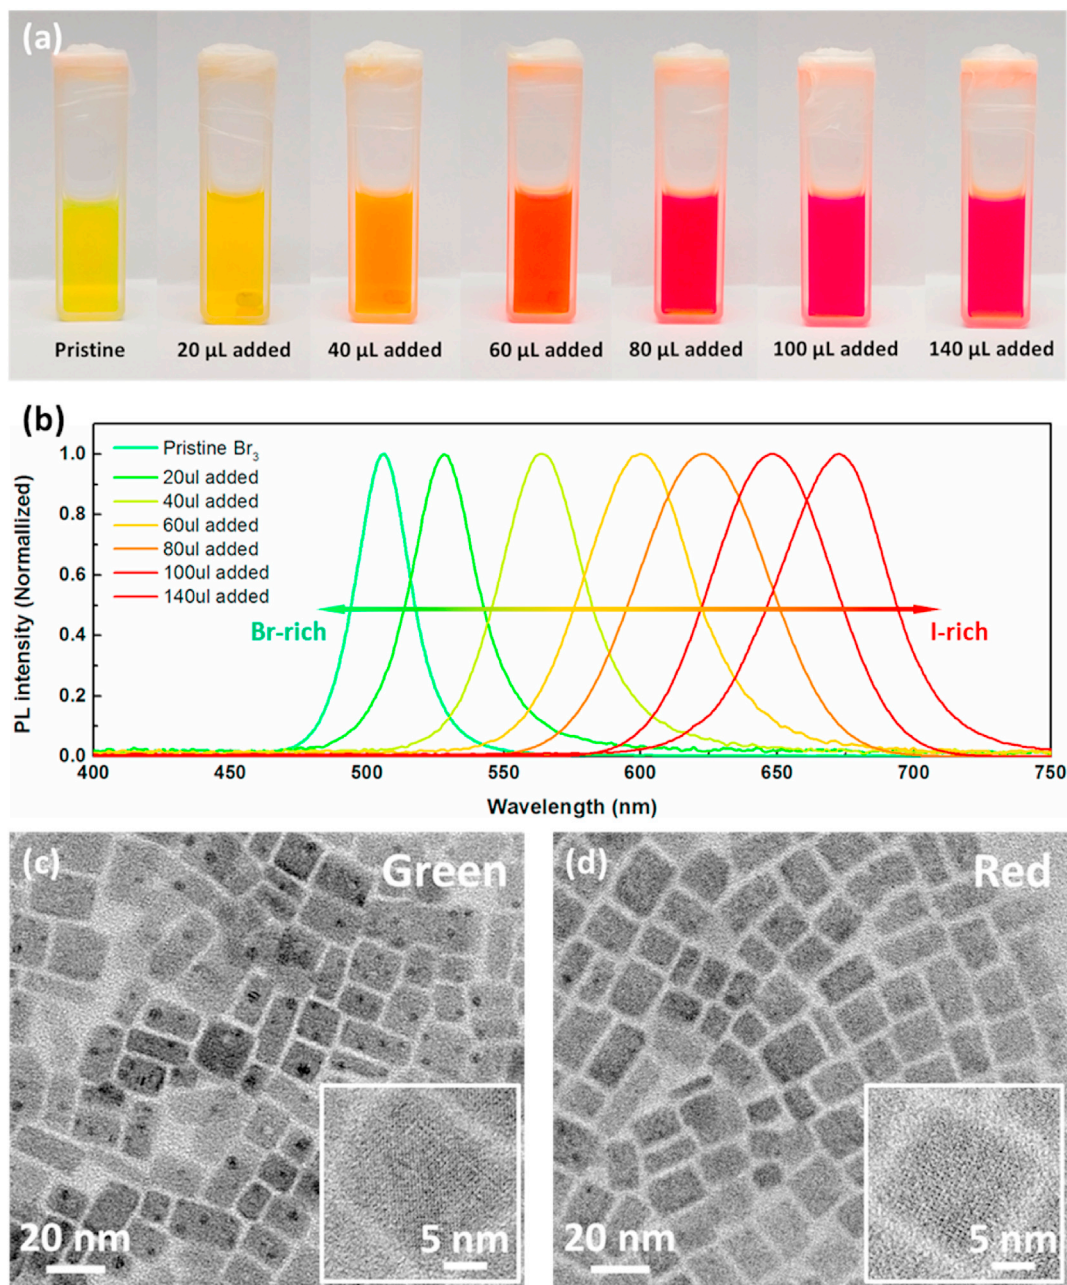 (a)
Pristine
20 µL added
40 µL added
60 µL added
80 µL added
100 µL added
140 µL added
(b)
PL intensity (Normallized)
1.0
0.8
0.6
0.4
0.2
0.0
Pristine Br₃
20ul added
40ul added
60ul added
80ul added
100ul added
140ul added
Br-rich
I-rich
400
450
500
550
600
650
700
750
Wavelength (nm)
(c)
Green
20 nm
5 nm
(d)
Red
20 nm
5 nm